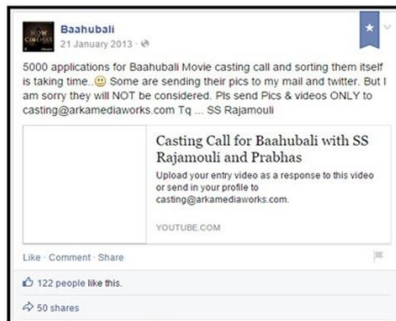 Baahubali
21 January 2013
5000 applications for Baahubali Movie casting call and sorting them itself
is taking time..😊 Some are sending their pics to my mail and twitter. But I
am sorry they will NOT be considered. Pls send Pics & videos ONLY to
casting@arkamediaworks.com Tq ... SS Rajamouli
Casting Call for Baahubali with SS
Rajamouli and Prabhas
Upload your entry video as a response to this video
or send in your profile to
casting@arkamediaworks.com.
YOUTUBE.COM
Like · Comment · Share
122 people like this.
50 shares